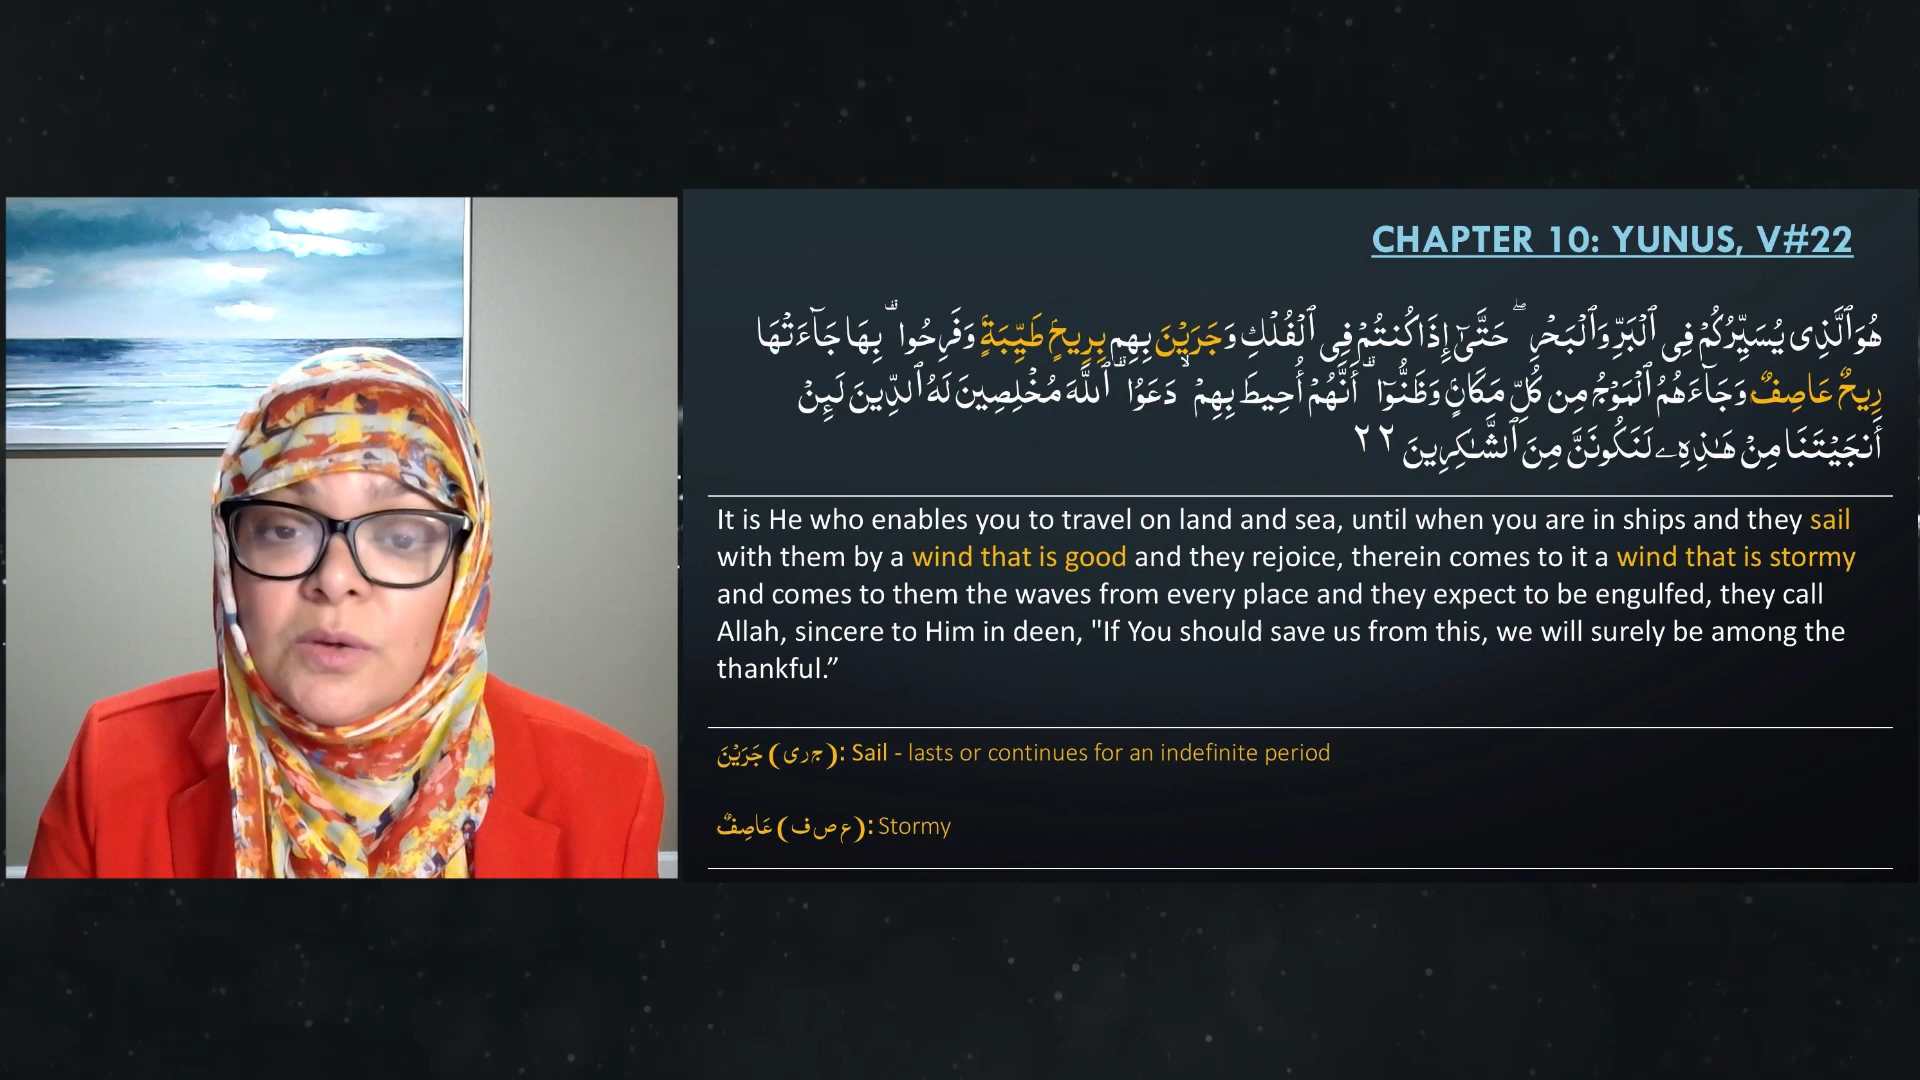 CHAPTER 10: YUNUS, V#22
هُوَ ٱلَّذِى يُسَيِّرُكُمْ فِى ٱلْبَرِّ وَٱلْبَحْرِ ۖ حَتَّىٰٓ إِذَا كُنتُمْ فِى ٱلْفُلْكِ وَجَرَيْنَ بِهِم بِرِيحٍ طَيِّبَةٍ وَفَرِحُوا۟ بِهَا جَآءَتْهَا
رِيحٌ عَاصِفٌ وَجَآءَهُمُ ٱلْمَوْجُ مِن كُلِّ مَكَانٍ وَظَنُّوٓا۟ أَنَّهُمْ أُحِيطَ بِهِمْ ۙ دَعَوُا۟ ٱللَّهَ مُخْلِصِينَ لَهُ ٱلدِّينَ لَئِنْ
أَنجَيْتَنَا مِنْ هَـٰذِهِۦ لَنَكُونَنَّ مِنَ ٱلشَّـٰكِرِينَ ٢٢
It is He who enables you to travel on land and sea, until when you are in ships and they sail
with them by a wind that is good and they rejoice, therein comes to it a wind that is stormy
and comes to them the waves from every place and they expect to be engulfed, they call
Allah, sincere to Him in deen, "If You should save us from this, we will surely be among the
thankful.”
جَرَيْنَ (ج ر ى): Sail - lasts or continues for an indefinite period
عَاصِفٌ (ع ص ف): Stormy